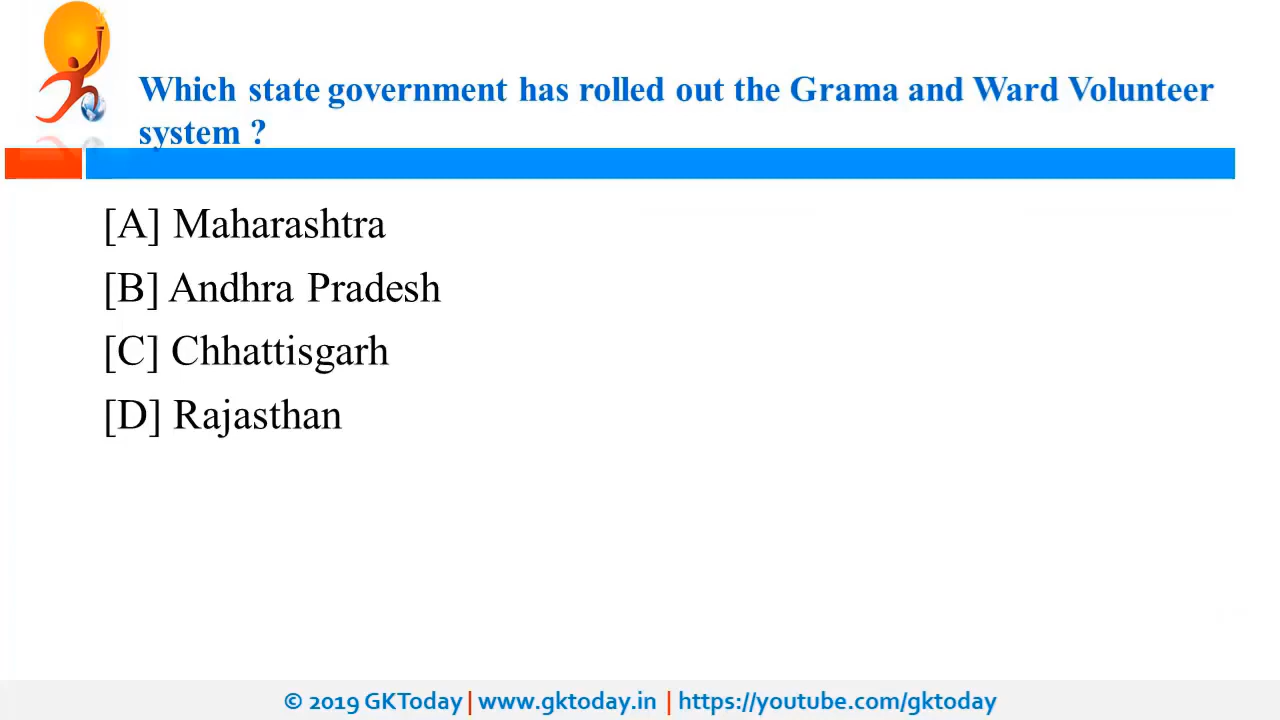 Which state government has rolled out the Grama and Ward Volunteer
system ?
[A] Maharashtra
[B] Andhra Pradesh
[C] Chhattisgarh
[D] Rajasthan
© 2019 GKToday | www.gktoday.in | https://youtube.com/gktoday